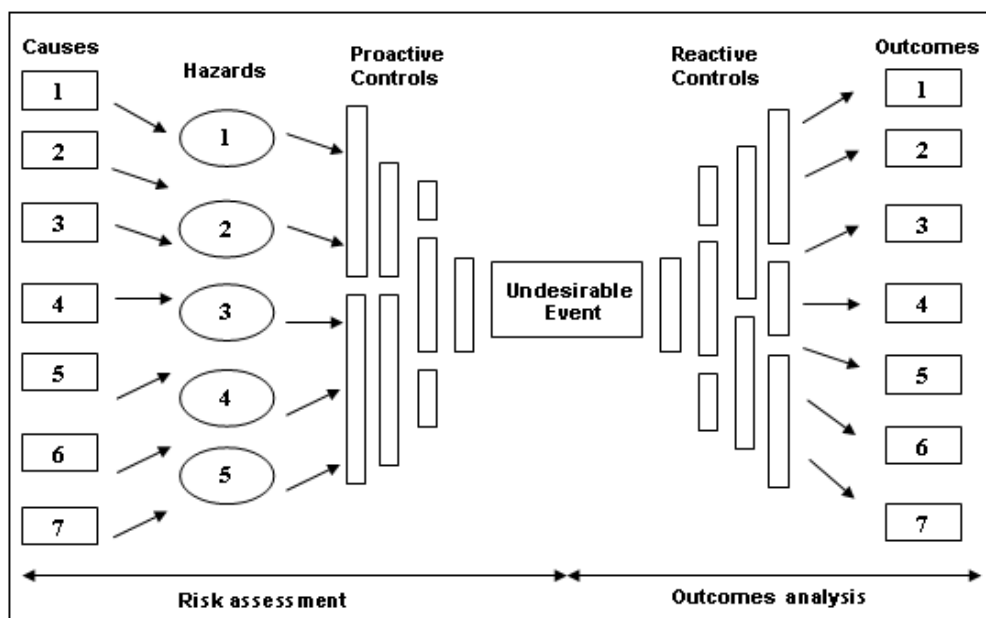 Causes
1
2
3
4
5
6
7
Hazards
1
2
3
4
5
Proactive
Controls
Undesirable
Event
Reactive
Controls
Outcomes
1
2
3
4
5
6
7
Risk assessment
Outcomes analysis